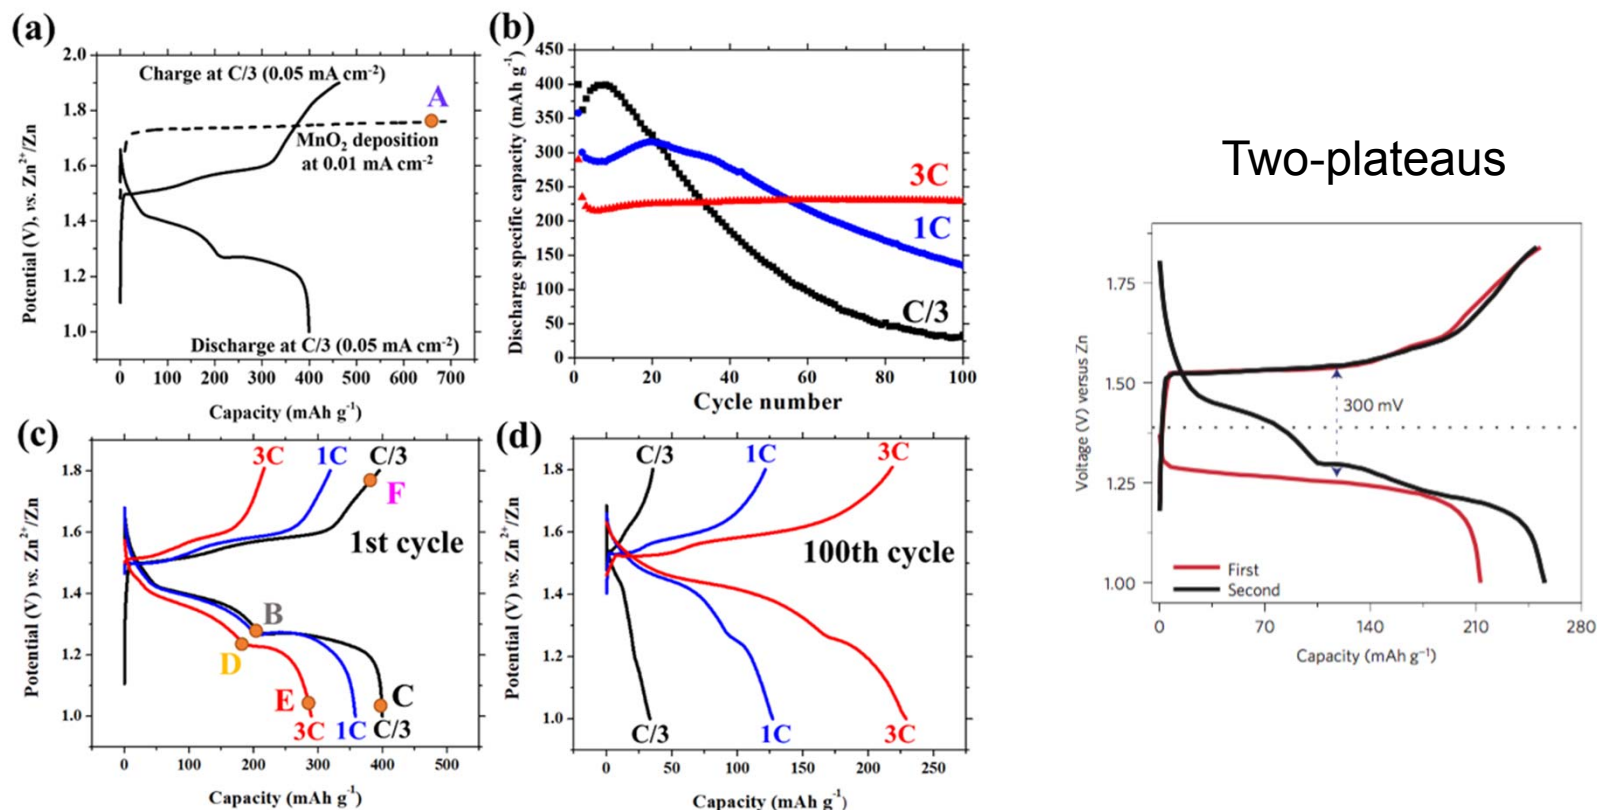 (a)
2.0
1.8
1.6
1.4
1.2
1.0
Potential (V), vs. Zn²⁺/Zn
Charge at C/3 (0.05 mA cm⁻²)
A
MnO₂ deposition
at 0.01 mA cm⁻²
Discharge at C/3 (0.05 mA cm⁻²)
0 100 200 300 400 500 600 700
Capacity (mAh g⁻¹)
(b)
450
400
350
300
250
200
150
100
50
0
Discharge specific capacity (mAh g⁻¹)
3C
1C
C/3
0 20 40 60 80 100
Cycle number
(c)
1.8
1.6
1.4
1.2
1.0
Potential (V) vs. Zn²⁺/Zn
3C 1C C/3
F
1st cycle
B
D
E C
3C 1C C/3
0 100 200 300 400 500
Capacity (mAh g⁻¹)
(d)
1.8
1.6
1.4
1.2
1.0
Potential (V) vs. Zn²⁺/Zn
C/3 1C 3C
100th cycle
C/3 1C 3C
0 50 100 150 200 250
Capacity (mAh g⁻¹)
Two-plateaus
1.75
1.50
1.25
1.00
Voltage (V) versus Zn
300 mV
First
Second
0 70 140 210 280
Capacity (mAh g⁻¹)